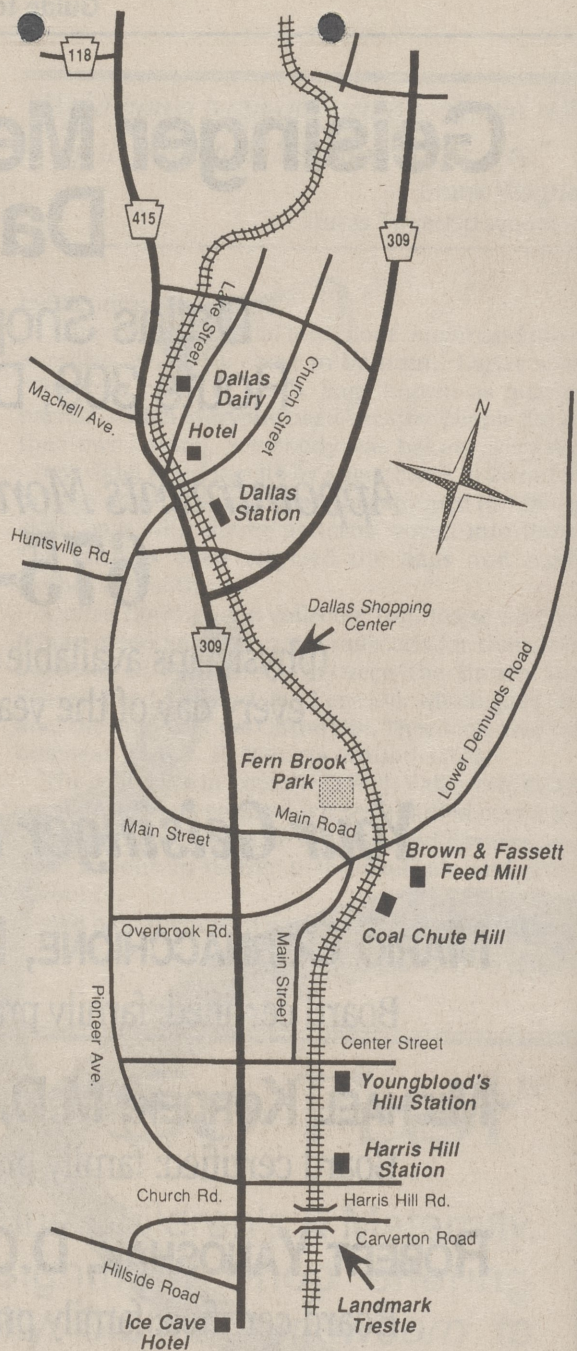 118
415
309
Lake Street
Church Street
Dallas
Dairy
Machell Ave.
Hotel
N
Dallas
Station
Huntsville Rd.
Dallas Shopping
Center
309
Lower Demunds Road
Fern Brook
Park
Main Street
Main Road
Brown & Fassett
Feed Mill
Overbrook Rd.
Main Street
Coal Chute Hill
Pioneer Ave.
Center Street
Youngblood's
Hill Station
Harris Hill
Station
Church Rd.
Harris Hill Rd.
Carverton Road
Hillside Road
Landmark
Trestle
Ice Cave
Hotel